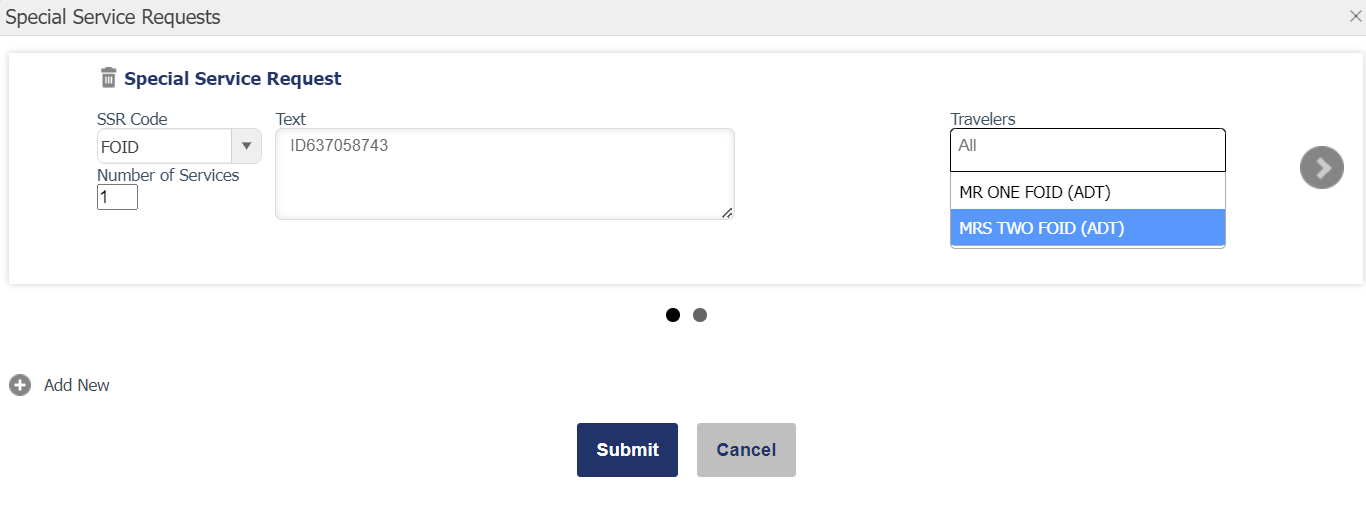 Special Service Requests
Special Service Request
SSR Code
FOID
Number of Services
1
Text
ID637058743
Travelers
All
MR ONE FOID (ADT)
MRS TWO FOID (ADT)
Add New
Submit
Cancel